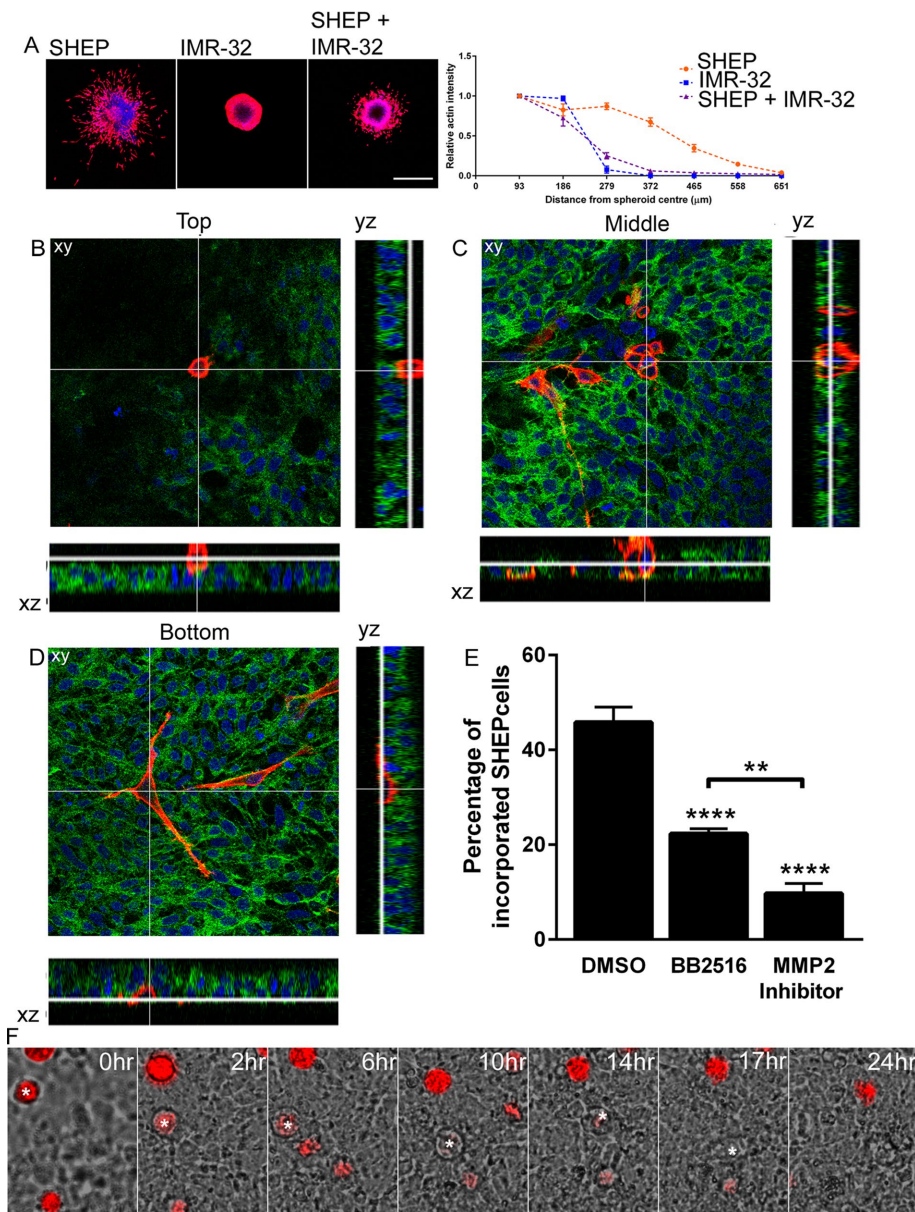 A
SHEP
IMR-32
SHEP +
IMR-32
SHEP
IMR-32
SHEP + IMR-32
Relative actin intensity
1.0
0.5
0.0
0
93
186
279
372
465
558
651
Distance from spheroid centre (µm)
B
Top
xy
yz
xz
C
Middle
xy
yz
xz
D
Bottom
xy
yz
xz
E
Percentage of
incorporated SHEPcells
60
40
20
0
**
****
****
DMSO
BB2516
MMP2
Inhibitor
F
0hr
2hr
6hr
10hr
14hr
17hr
24hr
*
*
*
*
*
*